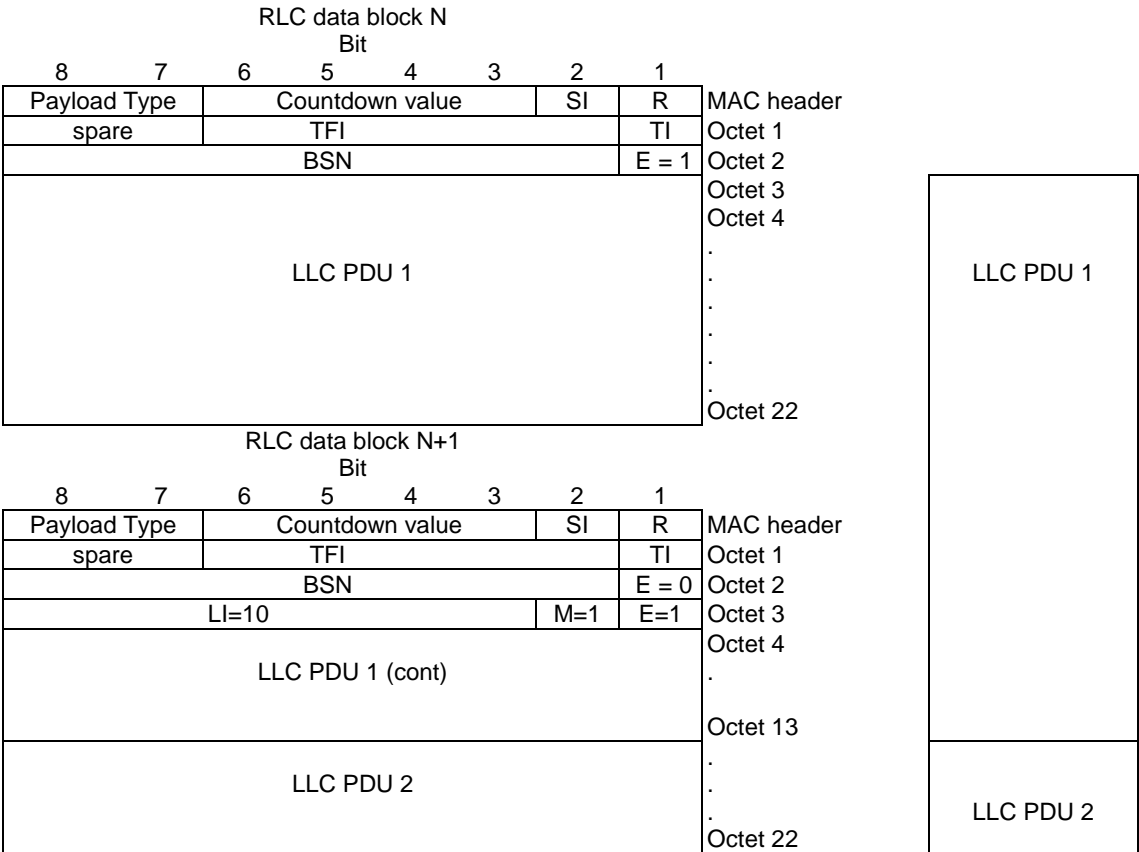 RLC data block N
Bit
8 7 6 5 4 3 2 1
Payload Type Countdown value SI R MAC header
spare TFI TI Octet 1
BSN E = 1 Octet 2
Octet 3
Octet 4
.
LLC PDU 1 . LLC PDU 1
.
.
.
.
Octet 22
RLC data block N+1
Bit
8 7 6 5 4 3 2 1
Payload Type Countdown value SI R MAC header
spare TFI TI Octet 1
BSN E = 0 Octet 2
LI=10 M=1 E=1 Octet 3
Octet 4
LLC PDU 1 (cont) .
Octet 13
.
LLC PDU 2 .
. LLC PDU 2
Octet 22